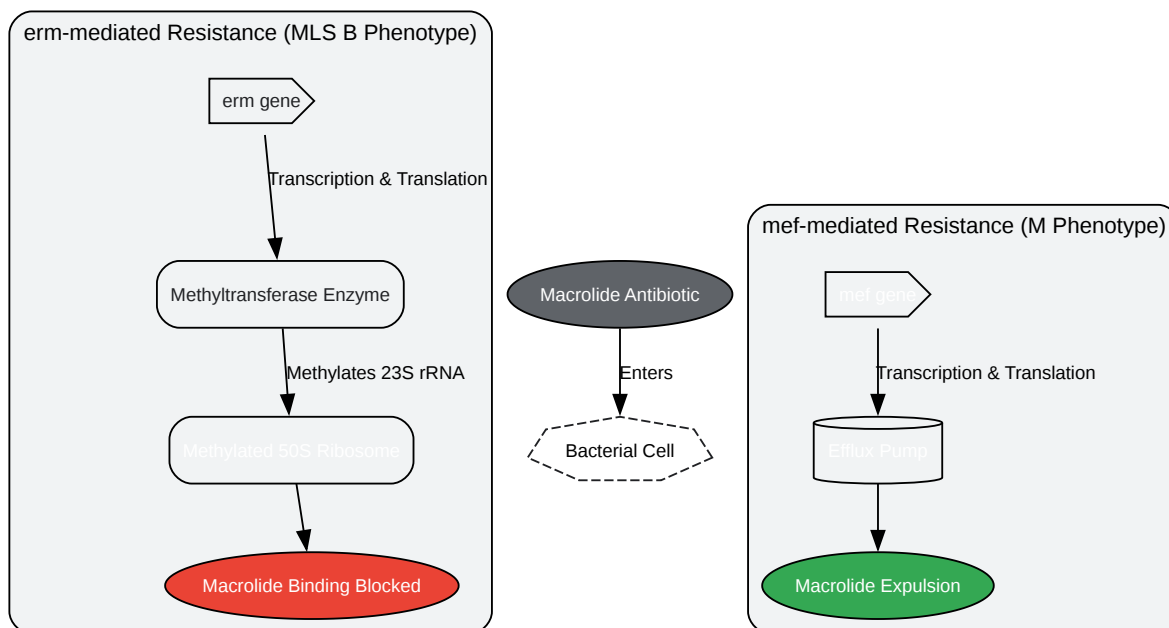 erm-mediated Resistance (MLS B Phenotype)
erm gene
Transcription & Translation
Methyltransferase Enzyme
Methylates 23S rRNA
Methylated 50S Ribosome
Macrolide Binding Blocked
Macrolide Antibiotic
Enters
Bacterial Cell
mef-mediated Resistance (M Phenotype)
mef gene
Transcription & Translation
Efflux Pump
Macrolide Expulsion